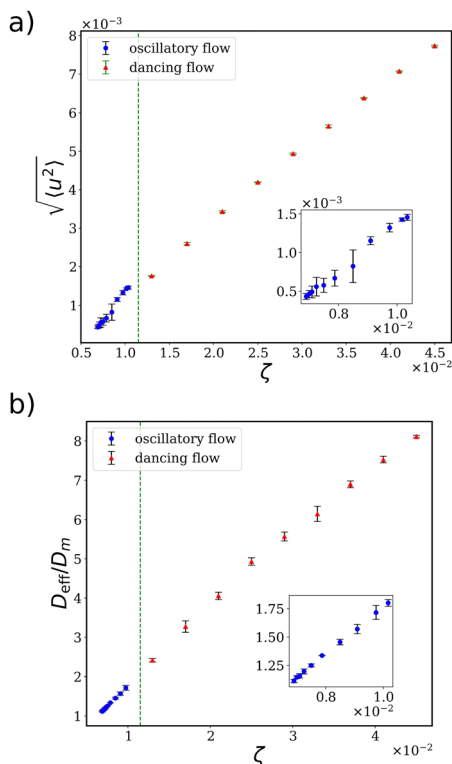 a)
×10⁻³
8
7
6
5
4
3
2
1
√⟨u²⟩
oscillatory flow
dancing flow
×10⁻³
1.5
1.0
0.5
0.8
1.0
×10⁻²
0.5 1.0 1.5 2.0 2.5 3.0 3.5 4.0 4.5
×10⁻²
ζ
b)
8
7
6
5
4
3
2
1
D_eff/D_m
oscillatory flow
dancing flow
1.75
1.50
1.25
0.8
1.0
×10⁻²
1 2 3 4
×10⁻²
ζ